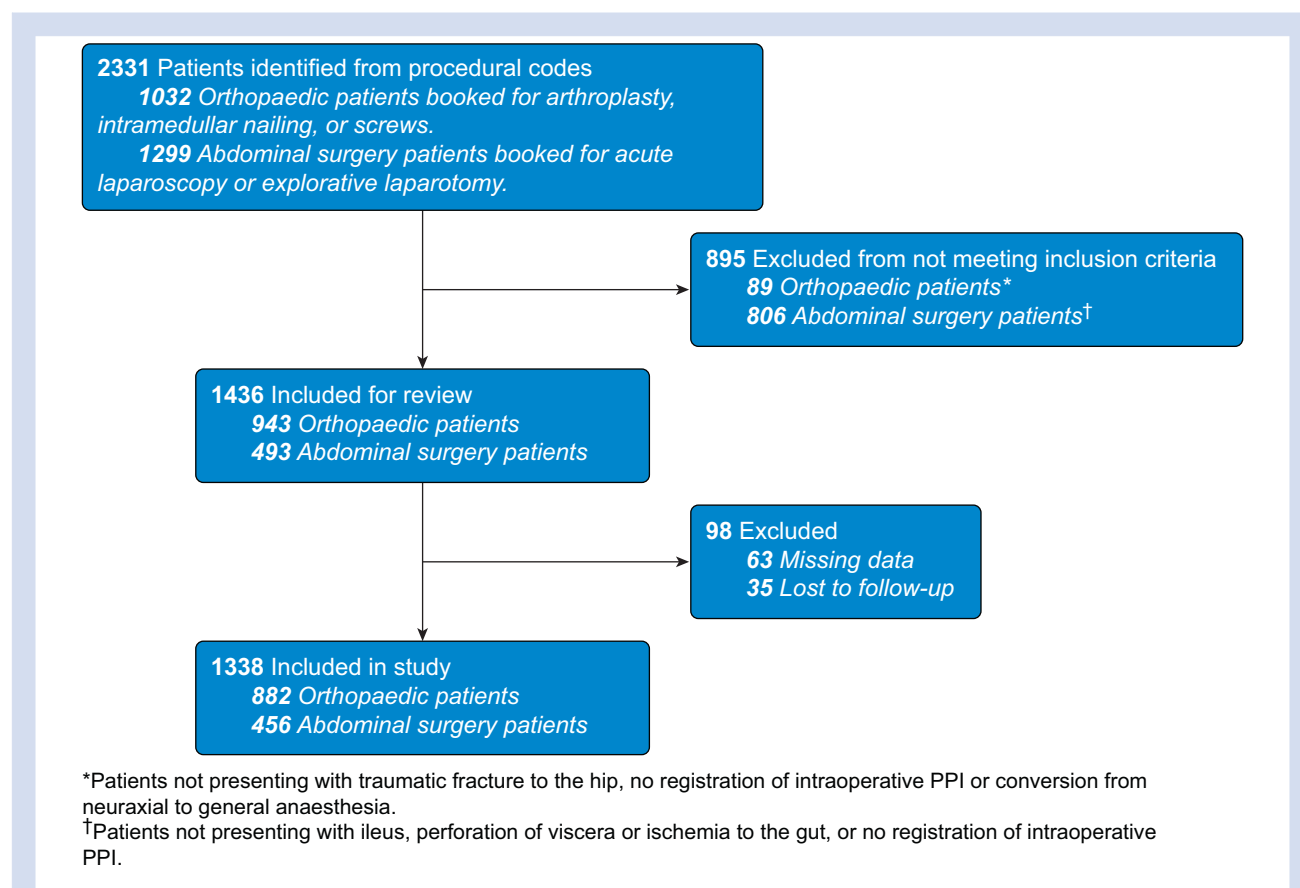 2331 Patients identified from procedural codes
1032 Orthopaedic patients booked for arthroplasty,
intramedullar nailing, or screws.
1299 Abdominal surgery patients booked for acute
laparoscopy or explorative laparotomy.
895 Excluded from not meeting inclusion criteria
89 Orthopaedic patients*
806 Abdominal surgery patients†
1436 Included for review
943 Orthopaedic patients
493 Abdominal surgery patients
98 Excluded
63 Missing data
35 Lost to follow-up
1338 Included in study
882 Orthopaedic patients
456 Abdominal surgery patients
*Patients not presenting with traumatic fracture to the hip, no registration of intraoperative PPI or conversion from
neuraxial to general anaesthesia.
†Patients not presenting with ileus, perforation of viscera or ischemia to the gut, or no registration of intraoperative
PPI.